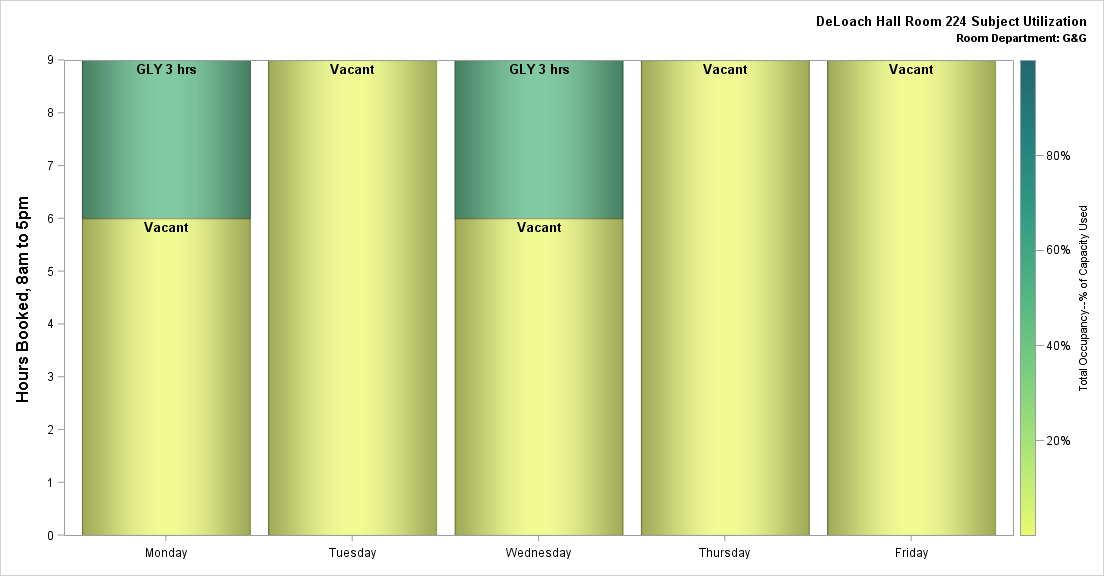 DeLoach Hall Room 224 Subject Utilization
Room Department: G&G
Hours Booked, 8am to 5pm
9
8
7
6
5
4
3
2
1
0
GLY 3 hrs
Vacant
GLY 3 hrs
Vacant
Vacant
Vacant
Vacant
Monday
Tuesday
Wednesday
Thursday
Friday
80%
60%
40%
20%
Total Occupancy--% of Capacity Used